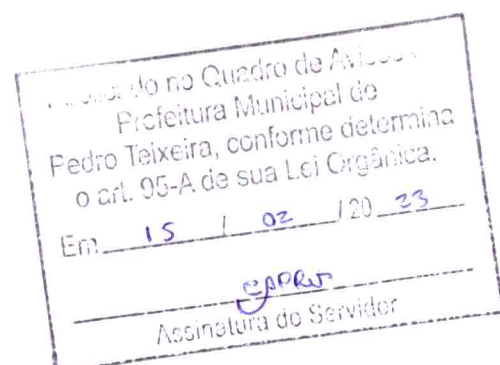 do no Quadro de
Prefeitura Municipal de
Pedro Teixeira, conforme determina
o art. 95-A de sua Lei Orgânica.
Em 15 / 02 / 20 23
Assinatura do Servidor